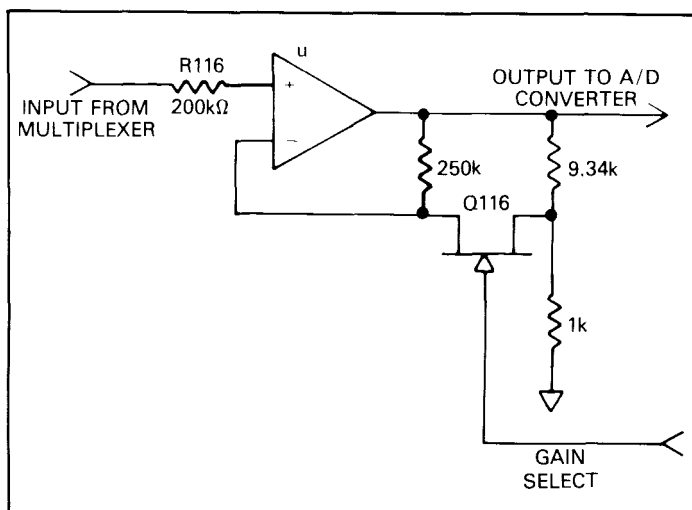 u
R116
+
OUTPUT TO A/D
CONVERTER
INPUT FROM
MULTIPLEXER
200kΩ
−
250k
9.34k
Q116
1k
GAIN
SELECT